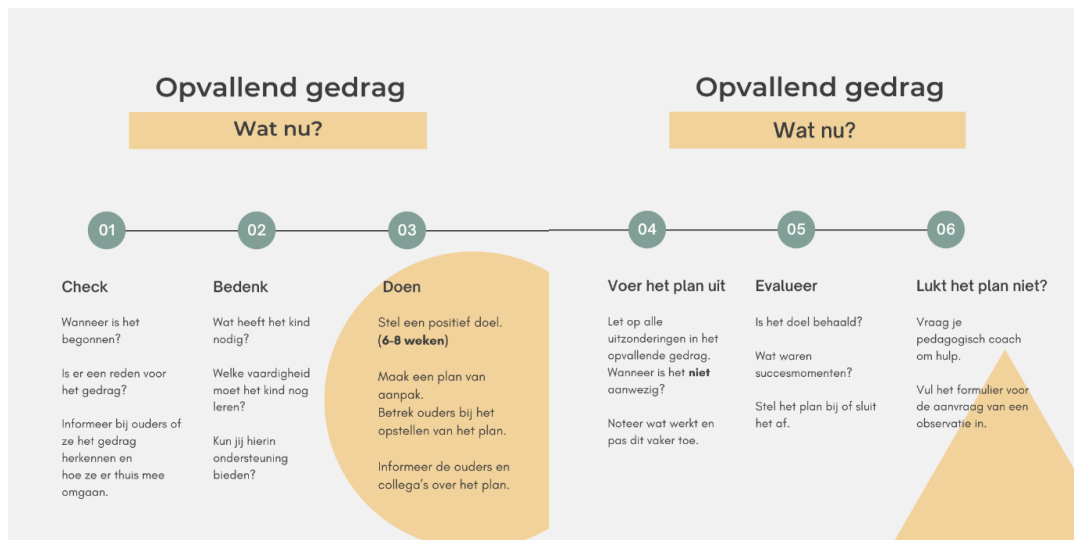 Opvallend gedrag
Wat nu?
01
02
03
Check
Wanneer is het
begonnen?
Is er een reden voor
het gedrag?
Informeer bij ouders of
ze het gedrag
herkennen en
hoe ze er thuis mee
omgaan.
Bedenk
Wat heeft het kind
nodig?
Welke vaardigheid
moet het kind nog
leren?
Kun jij hierin
ondersteuning
bieden?
Doen
Stel een positief doel.
(6-8 weken)
Maak een plan van
aanpak.
Betrek ouders bij het
opstellen van het plan.
Informeer de ouders en
collega's over het plan.
Opvallend gedrag
Wat nu?
04
05
06
Voer het plan uit
Let op alle
uitzonderingen in het
opvallende gedrag.
Wanneer is het niet
aanwezig?
Noteer wat werkt en
pas dit vaker toe.
Evalueer
Is het doel behaald?
Wat waren
succesmomenten?
Stel het plan bij of sluit
het af.
Lukt het plan niet?
Vraag je
pedagogisch coach
om hulp.
Vul het formulier voor
de aanvraag van een
observatie in.